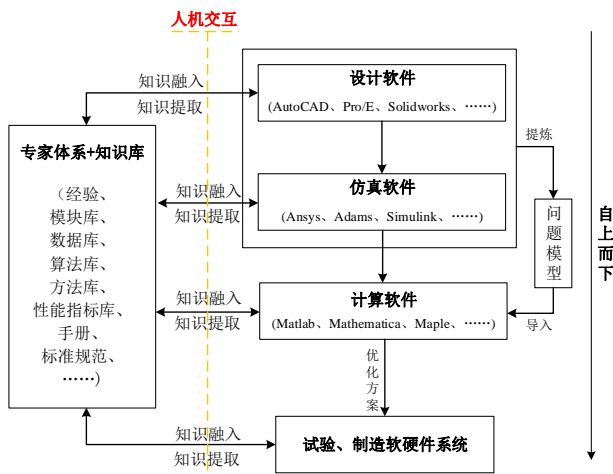 人机交互
知识融入
知识提取
设计软件
(AutoCAD、Pro/E、Solidworks、……)
专家体系+知识库
（经验、
模块库、
数据库、
算法库、
方法库、
性能指标库、
手册、
标准规范、
……）
知识融入
知识提取
仿真软件
(Ansys、Adams、Simulink、……)
提炼
问题模型
导入
自上而下
知识融入
知识提取
计算软件
(Matlab、Mathematica、Maple、……)
优化方案
知识融入
知识提取
试验、制造软硬件系统